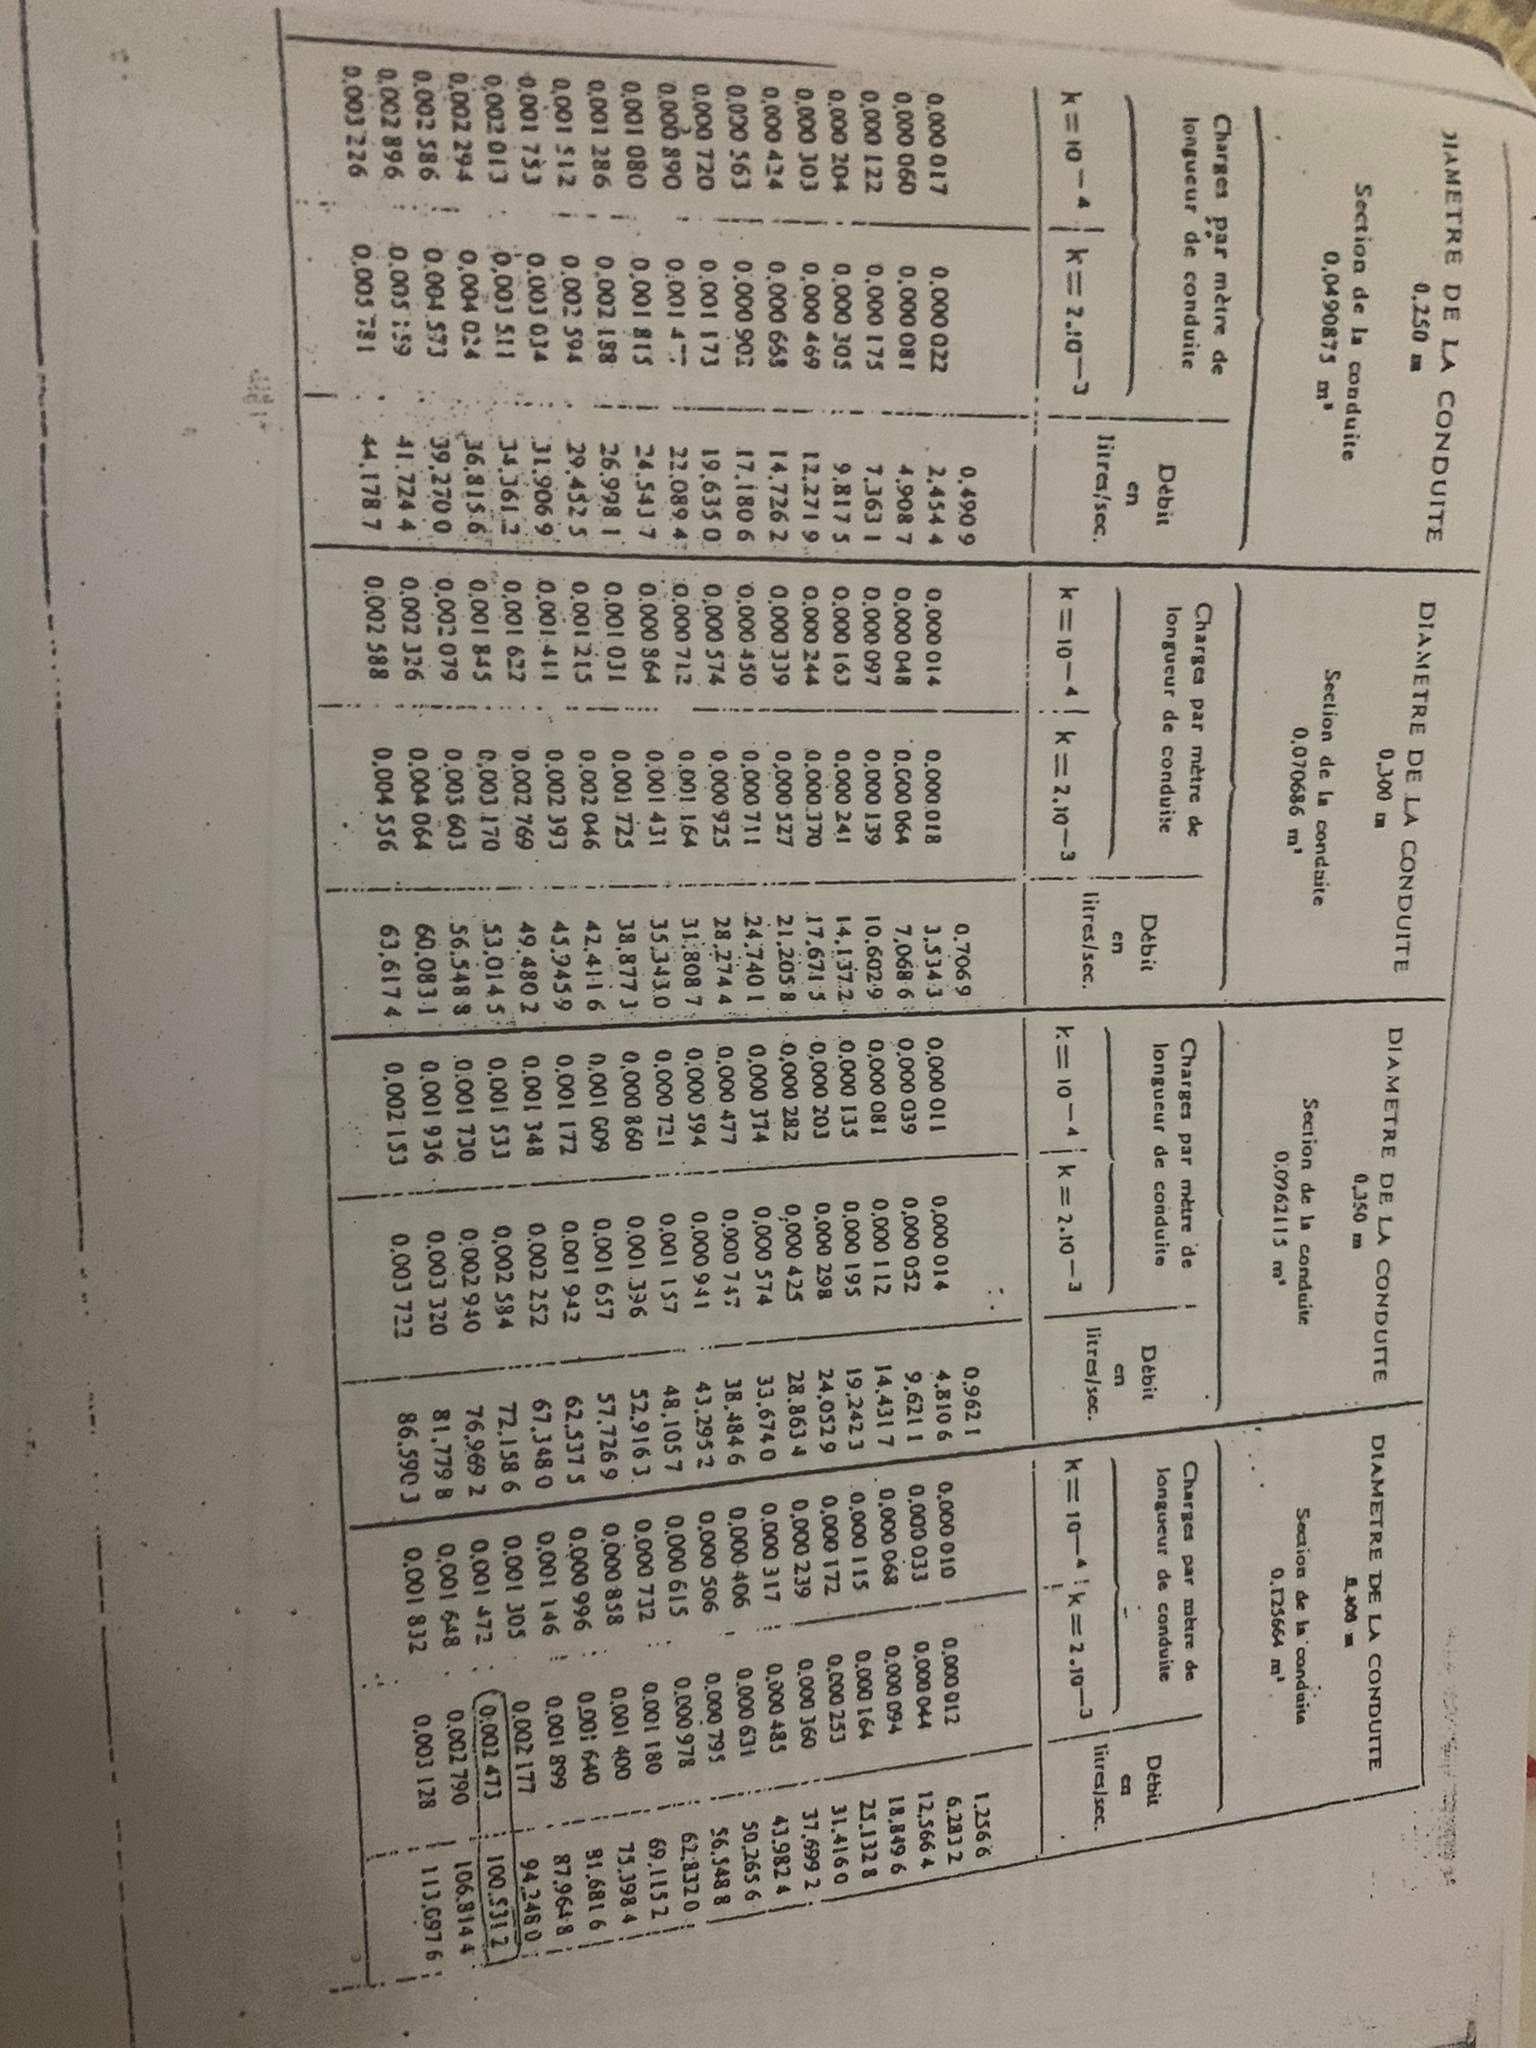 DIAMETRE DE LA CONDUITE DIAMETRE DE LA CONDUITE DIAMETRE DE LA CONDUITE DIAMETRE DE LA CONDUITE
0,250 m 0,300 m 0,350 m 0,400 m
Section de la conduite Section de la conduite Section de la conduite Section de la conduite
0,0490875 m² 0,070686 m² 0,0962115 m² 0,125664 m²
Charges par mètre de Charges par mètre de Charges par mètre de Charges par mètre de
longueur de conduite longueur de conduite longueur de conduite longueur de conduite
Débit Débit Débit Débit
en en en en
litres/sec. litres/sec. litres/sec. litres/sec.
k = 10−4 k = 2.10−3 k = 10−4 k = 2.10−3 k = 10−4 k = 2.10−3 k = 10−4 k = 2.10−3
0,490 9 0,706 9 0,962 1 1,256 6
0,000 017 0,000 022 2,454 4 0,000 014 0,000 018 3,534 3 0,000 011 0,000 014 4,810 6 0,000 010 0,000 012 6,283 2
0,000 060 0,000 081 4,908 7 0,000 048 0,000 064 7,068 6 0,000 039 0,000 052 9,621 1 0,000 033 0,000 044 12,566 4
0,000 122 0,000 175 7,363 1 0,000 097 0,000 139 10,602 9 0,000 081 0,000 112 14,431 7 0,000 068 0,000 094 18,849 6
0,000 204 0,000 305 9,817 5 0,000 163 0,000 241 14,137 2 0,000 135 0,000 195 19,242 3 0,000 115 0,000 164 25,132 8
0,000 303 0,000 469 12,271 9 0,000 244 0,000 370 17,671 5 0,000 203 0,000 298 24,052 9 0,000 172 0,000 253 31,416 0
0,000 424 0,000 668 14,726 2 0,000 339 0,000 527 21,205 8 0,000 282 0,000 425 28,863 4 0,000 239 0,000 360 37,699 2
0,000 563 0,000 902 17,180 6 0,000 450 0,000 711 24,740 1 0,000 374 0,000 574 33,674 0 0,000 317 0,000 485 43,982 4
0,000 720 0,001 173 19,635 0 0,000 574 0,000 925 28,274 4 0,000 477 0,000 747 38,484 6 0,000 406 0,000 631 50,265 6
0,000 890 22,089 4 0,000 712 0,001 164 31,808 7 0,000 594 0,000 941 43,295 2 0,000 506 0,000 795 56,548 8
0,001 080 0,001 815 24,543 7 0,000 864 0,001 431 35,343 0 0,000 721 0,001 157 48,105 7 0,000 615 0,000 978 62,832 0
0,001 286 0,002 188 26,998 1 0,001 031 0,001 725 38,877 3 0,000 860 0,001 396 52,916 3 0,000 732 0,001 180 69,115 2
0,001 512 0,002 594 29,452 5 0,001 215 0,002 046 42,411 6 0,001 009 0,001 657 57,726 9 0,000 858 0,001 400 75,398 4
0,001 753 0,003 034 31,906 9 0,001 411 0,002 393 45,945 9 0,001 172 0,001 942 62,537 5 0,000 996 0,001 640 81,681 6
0,002 013 0,003 511 34,361 2 0,001 622 0,002 769 49,480 2 0,001 348 0,002 252 67,348 0 0,001 146 0,001 899 87,964 8
0,002 294 0,004 024 36,815 6 0,001 845 0,003 170 53,014 5 0,001 533 0,002 584 72,158 6 0,001 305 0,002 177 94,248 0
0,002 586 0,004 573 39,270 0 0,002 079 0,003 603 56,548 8 0,001 730 0,002 940 76,969 2 0,001 472 0,002 473 100,531 2
0,002 896 0,005 159 41,724 4 0,002 326 0,004 064 60,083 1 0,001 936 0,003 320 81,779 8 0,001 648 0,002 790 106,814 4
0,003 226 0,005 781 44,178 7 0,002 588 0,004 556 63,617 4 0,002 153 0,003 722 86,590 3 0,001 832 0,003 128 113,097 6